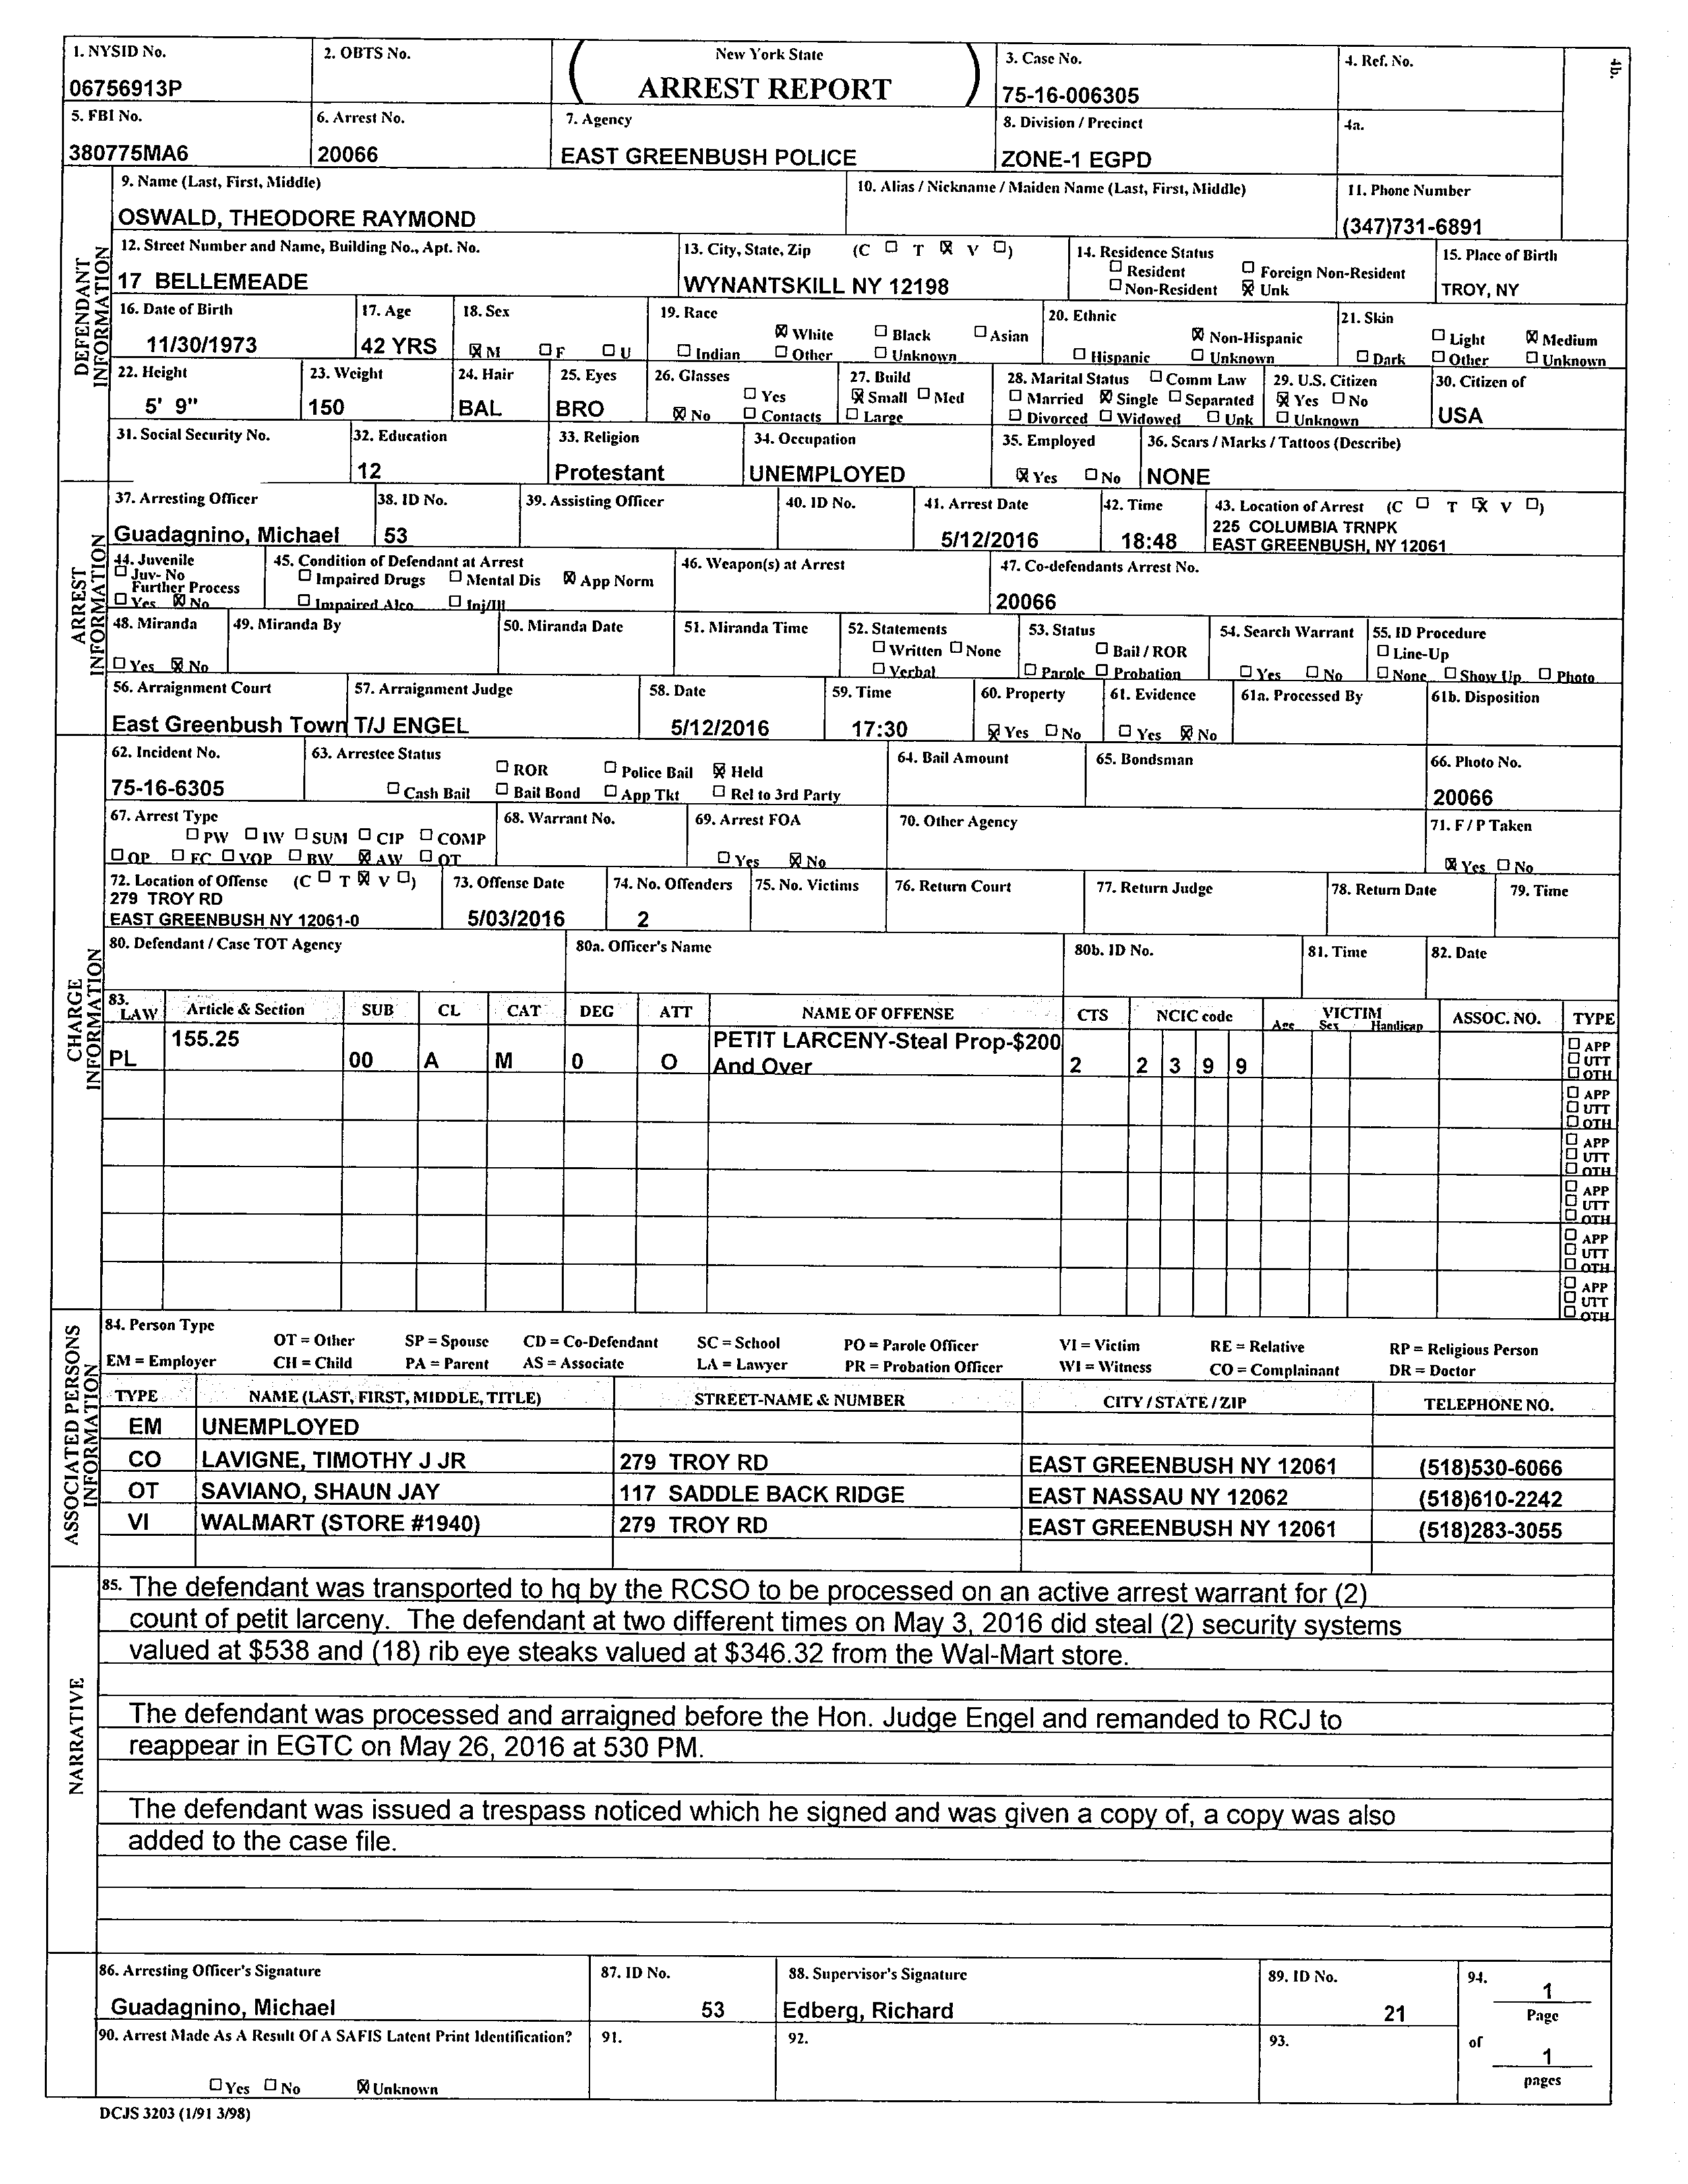 1. NYSID No.
06756913P
2. OBTS No.
New York State
ARREST REPORT
3. Case No.
75-16-006305
4. Ref. No.
4b.
5. FBI No.
380775MA6
6. Arrest No.
20066
7. Agency
EAST GREENBUSH POLICE
8. Division / Precinct
ZONE-1 EGPD
4a.
DEFENDANT INFORMATION
9. Name (Last, First, Middle)
OSWALD, THEODORE RAYMOND
10. Alias / Nickname / Maiden Name (Last, First, Middle)
11. Phone Number
(347)731-6891
12. Street Number and Name, Building No., Apt. No.
17 BELLEMEADE
13. City, State, Zip (C ☐ T ☒ V ☐)
WYNANTSKILL NY 12198
14. Residence Status
☐ Resident ☐ Foreign Non-Resident
☐ Non-Resident ☒ Unk
15. Place of Birth
TROY, NY
16. Date of Birth
11/30/1973
17. Age
42 YRS
18. Sex
☒ M ☐ F ☐ U
19. Race
☒ White ☐ Black ☐ Asian
☐ Indian ☐ Other ☐ Unknown
20. Ethnic
☒ Non-Hispanic
☐ Hispanic ☐ Unknown
21. Skin
☐ Light ☒ Medium
☐ Dark ☐ Other ☐ Unknown
22. Height
5' 9"
23. Weight
150
24. Hair
BAL
25. Eyes
BRO
26. Glasses
☐ Yes
☒ No ☐ Contacts
27. Build
☒ Small ☐ Med
☐ Large
28. Marital Status ☐ Comm Law
☐ Married ☒ Single ☐ Separated
☐ Divorced ☐ Widowed ☐ Unk
29. U.S. Citizen
☒ Yes ☐ No
☐ Unknown
30. Citizen of
USA
31. Social Security No.
32. Education
12
33. Religion
Protestant
34. Occupation
UNEMPLOYED
35. Employed
☒ Yes ☐ No
36. Scars / Marks / Tattoos (Describe)
NONE
ARREST INFORMATION
37. Arresting Officer
Guadagnino, Michael
38. ID No.
53
39. Assisting Officer
40. ID No.
41. Arrest Date
5/12/2016
42. Time
18:48
43. Location of Arrest (C ☐ T ☒ V ☐)
225 COLUMBIA TRNPK
EAST GREENBUSH, NY 12061
44. Juvenile
☐ Juv- No
Further Process
☐ Yes ☒ No
45. Condition of Defendant at Arrest
☐ Impaired Drugs ☐ Mental Dis ☒ App Norm
☐ Impaired Alco ☐ Inj/Ill
46. Weapon(s) at Arrest
47. Co-defendants Arrest No.
20066
48. Miranda
☐ Yes ☒ No
49. Miranda By
50. Miranda Date
51. Miranda Time
52. Statements
☐ Written ☐ None
☐ Verbal
53. Status
☐ Bail / ROR
☐ Parole ☐ Probation
54. Search Warrant
☐ Yes ☐ No
55. ID Procedure
☐ Line-Up
☐ None ☐ Show Up ☐ Photo
56. Arraignment Court
East Greenbush Town
57. Arraignment Judge
T/J ENGEL
58. Date
5/12/2016
59. Time
17:30
60. Property
☒ Yes ☐ No
61. Evidence
☐ Yes ☒ No
61a. Processed By
61b. Disposition
CHARGE INFORMATION
62. Incident No.
75-16-6305
63. Arrestee Status
☐ ROR ☐ Police Bail ☒ Held
☐ Cash Bail ☐ Bail Bond ☐ App Tkt ☐ Rel to 3rd Party
64. Bail Amount
65. Bondsman
66. Photo No.
20066
67. Arrest Type
☐ PW ☐ IW ☐ SUM ☐ CIP ☐ COMP
☐ OP ☐ FC ☐ VOP ☐ BW ☒ AW ☐ OT
68. Warrant No.
69. Arrest FOA
☐ Yes ☒ No
70. Other Agency
71. F / P Taken
☒ Yes ☐ No
72. Location of Offense (C ☐ T ☒ V ☐)
279 TROY RD
EAST GREENBUSH NY 12061-0
73. Offense Date
5/03/2016
74. No. Offenders
2
75. No. Victims
76. Return Court
77. Return Judge
78. Return Date
79. Time
80. Defendant / Case TOT Agency
80a. Officer's Name
80b. ID No.
81. Time
82. Date
83. LAW Article & Section SUB CL CAT DEG ATT NAME OF OFFENSE CTS NCIC code VICTIM Age Sex Handicap ASSOC. NO. TYPE
PL 155.25 00 A M 0 O PETIT LARCENY-Steal Prop-$200 And Over 2 2 3 9 9
☐ APP
☐ UTT
☐ OTH
☐ APP
☐ UTT
☐ OTH
☐ APP
☐ UTT
☐ OTH
☐ APP
☐ UTT
☐ OTH
☐ APP
☐ UTT
☐ OTH
☐ APP
☐ UTT
☐ OTH
ASSOCIATED PERSONS INFORMATION
84. Person Type
OT = Other SP = Spouse CD = Co-Defendant SC = School PO = Parole Officer VI = Victim RE = Relative RP = Religious Person
EM = Employer CH = Child PA = Parent AS = Associate LA = Lawyer PR = Probation Officer WI = Witness CO = Complainant DR = Doctor
TYPE NAME (LAST, FIRST, MIDDLE, TITLE) STREET-NAME & NUMBER CITY / STATE / ZIP TELEPHONE NO.
EM UNEMPLOYED
CO LAVIGNE, TIMOTHY J JR 279 TROY RD EAST GREENBUSH NY 12061 (518)530-6066
OT SAVIANO, SHAUN JAY 117 SADDLE BACK RIDGE EAST NASSAU NY 12062 (518)610-2242
VI WALMART (STORE #1940) 279 TROY RD EAST GREENBUSH NY 12061 (518)283-3055
NARRATIVE
85. The defendant was transported to hq by the RCSO to be processed on an active arrest warrant for (2)
count of petit larceny. The defendant at two different times on May 3, 2016 did steal (2) security systems
valued at $538 and (18) rib eye steaks valued at $346.32 from the Wal-Mart store.
The defendant was processed and arraigned before the Hon. Judge Engel and remanded to RCJ to
reappear in EGTC on May 26, 2016 at 530 PM.
The defendant was issued a trespass noticed which he signed and was given a copy of, a copy was also
added to the case file.
86. Arresting Officer's Signature
Guadagnino, Michael
87. ID No.
53
88. Supervisor's Signature
Edberg, Richard
89. ID No.
21
94.
1
Page
of
1
pages
90. Arrest Made As A Result Of A SAFIS Latent Print Identification?
☐ Yes ☐ No ☒ Unknown
91.
92.
93.
DCJS 3203 (1/91 3/98)